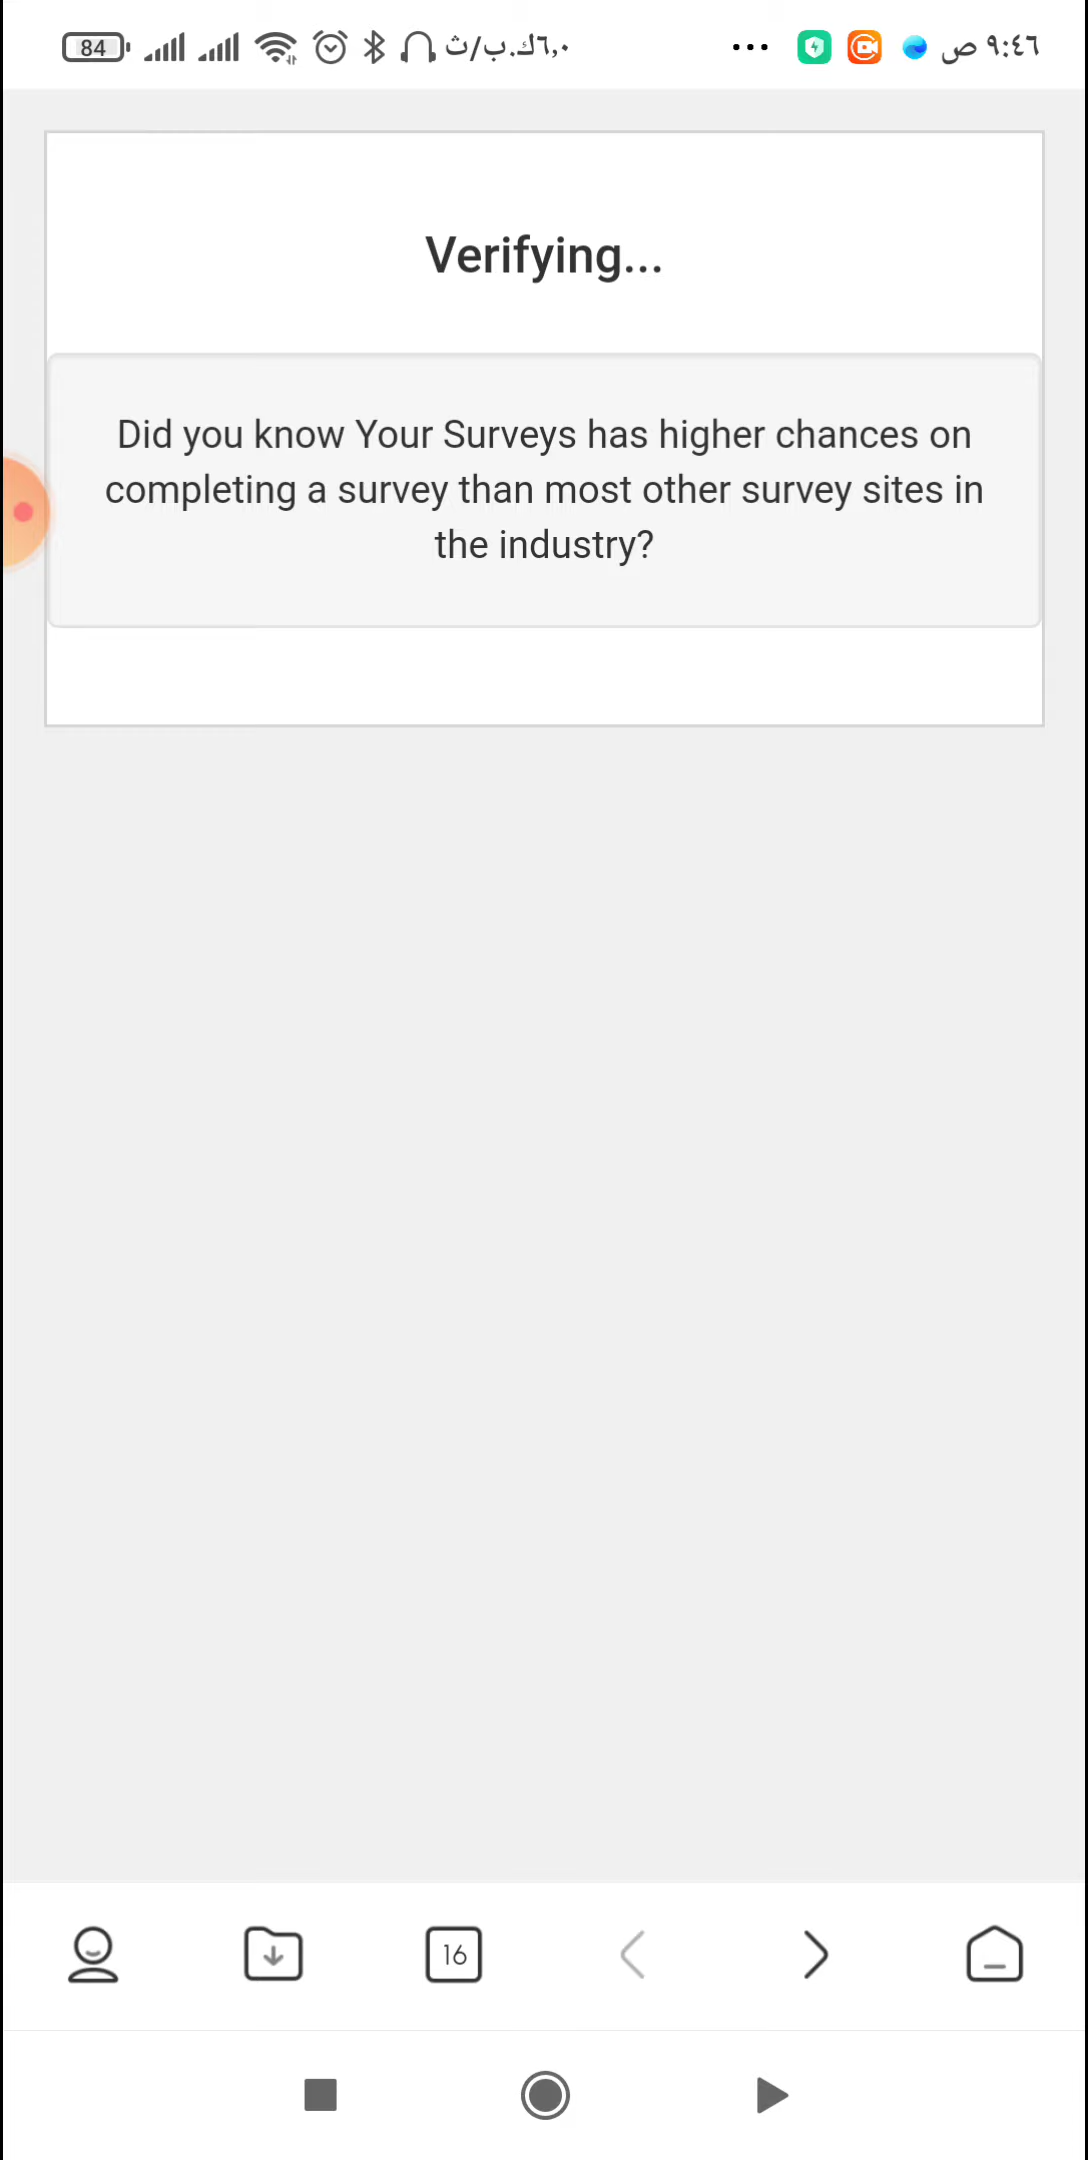 84 ٦,٠ك.ب/ث ... ٩:٤٦ ص
Verifying...
Did you know Your Surveys has higher chances on
completing a survey than most other survey sites in
the industry?
16